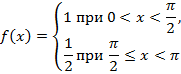 f(x) = { 1 при 0 < x < π/2,
1/2 при π/2 ≤ x < π